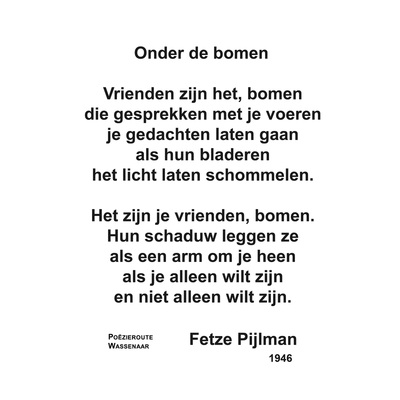 Onder de bomen
Vrienden zijn het, bomen
die gesprekken met je voeren
je gedachten laten gaan
als hun bladeren
het licht laten schommelen.
Het zijn je vrienden, bomen.
Hun schaduw leggen ze
als een arm om je heen
als je alleen wilt zijn
en niet alleen wilt zijn.
Poëzieroute
Wassenaar
Fetze Pijlman
1946